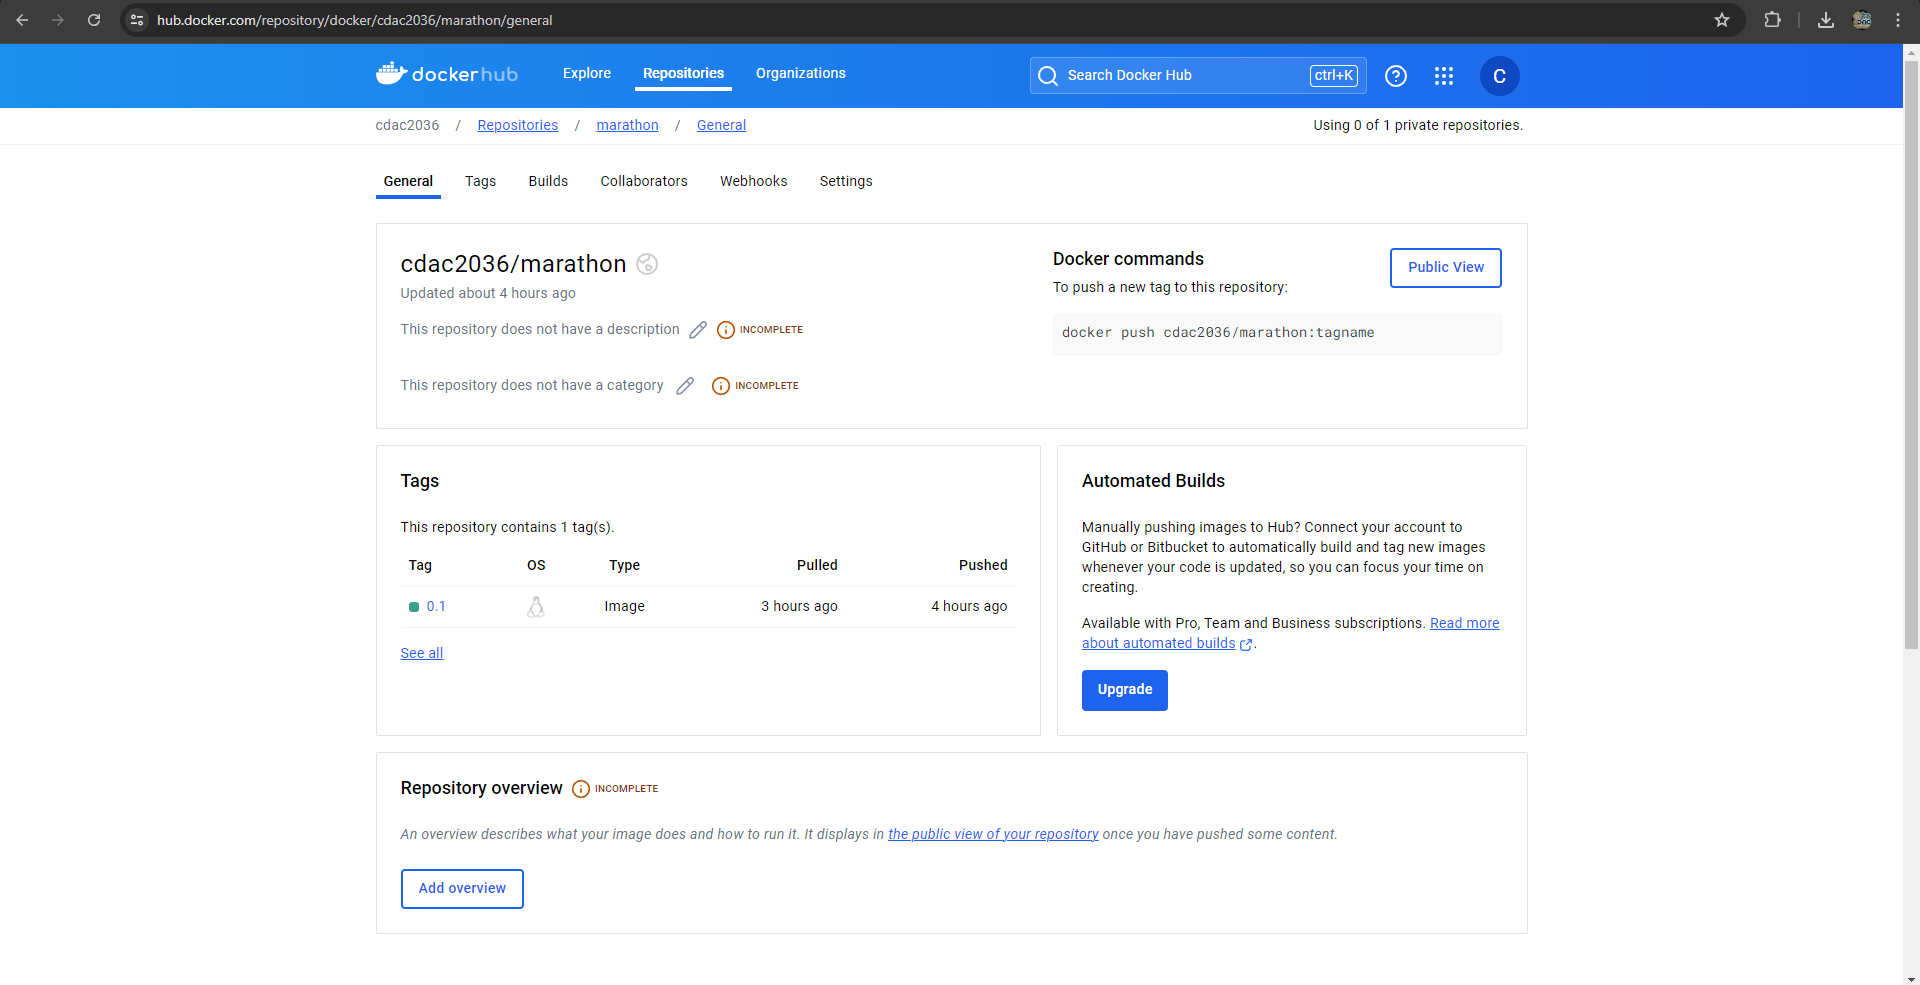 hub.docker.com/repository/docker/cdac2036/marathon/general
dockerhub
Explore
Repositories
Organizations
Search Docker Hub
ctrl+K
C
cdac2036 / Repositories / marathon / General
Using 0 of 1 private repositories.
General
Tags
Builds
Collaborators
Webhooks
Settings
cdac2036/marathon
Updated about 4 hours ago
This repository does not have a description
INCOMPLETE
This repository does not have a category
INCOMPLETE
Docker commands
To push a new tag to this repository:
Public View
docker push cdac2036/marathon:tagname
Tags
This repository contains 1 tag(s).
Tag OS Type Pulled Pushed
0.1 Image 3 hours ago 4 hours ago
See all
Automated Builds
Manually pushing images to Hub? Connect your account to
GitHub or Bitbucket to automatically build and tag new images
whenever your code is updated, so you can focus your time on
creating.
Available with Pro, Team and Business subscriptions. Read more
about automated builds.
Upgrade
Repository overview
INCOMPLETE
An overview describes what your image does and how to run it. It displays in the public view of your repository once you have pushed some content.
Add overview